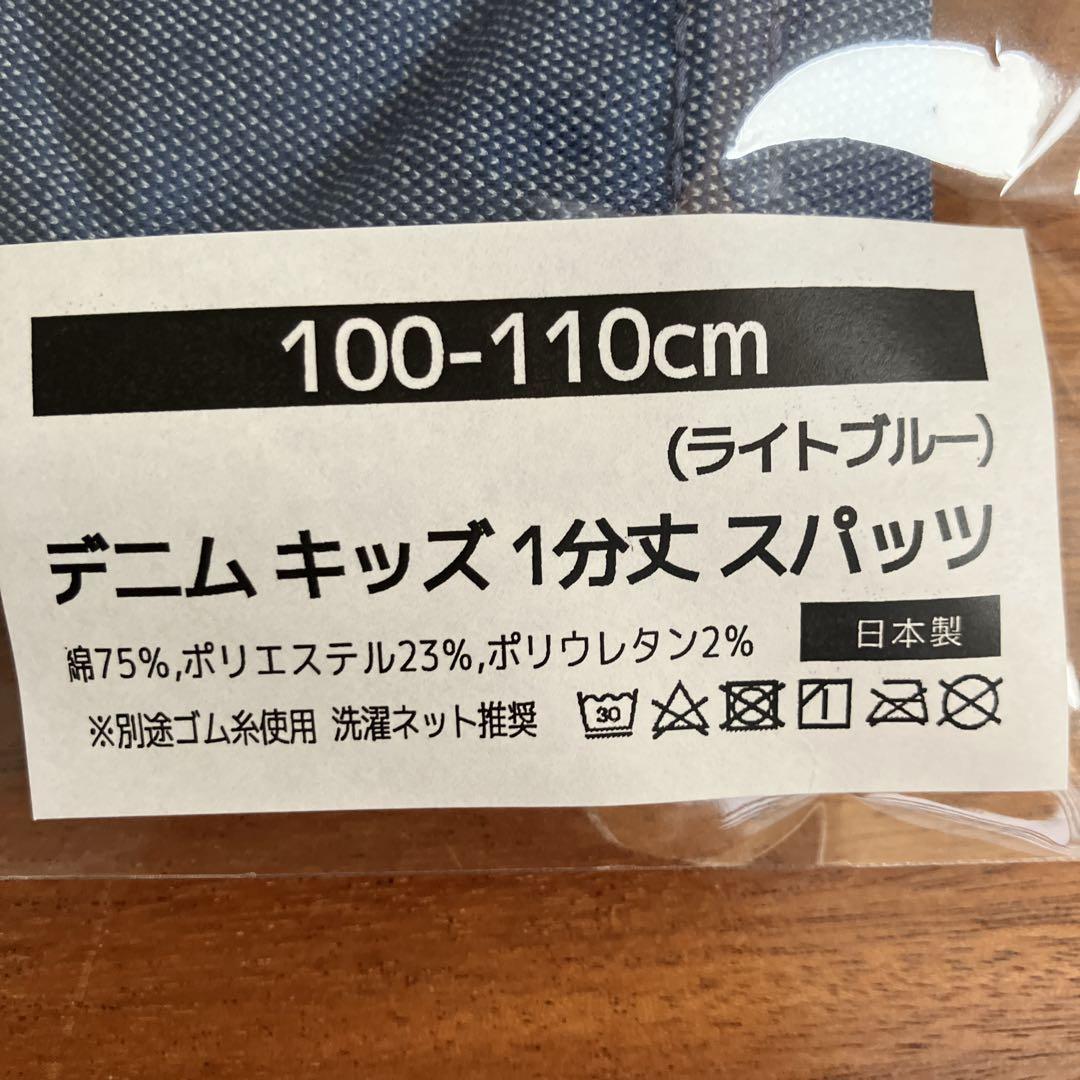 100-110cm
(ライトブルー)
デニム キッズ 1分丈 スパッツ
綿75%,ポリエステル23%,ポリウレタン2%
日本製
※別途ゴム糸使用 洗濯ネット推奨
30